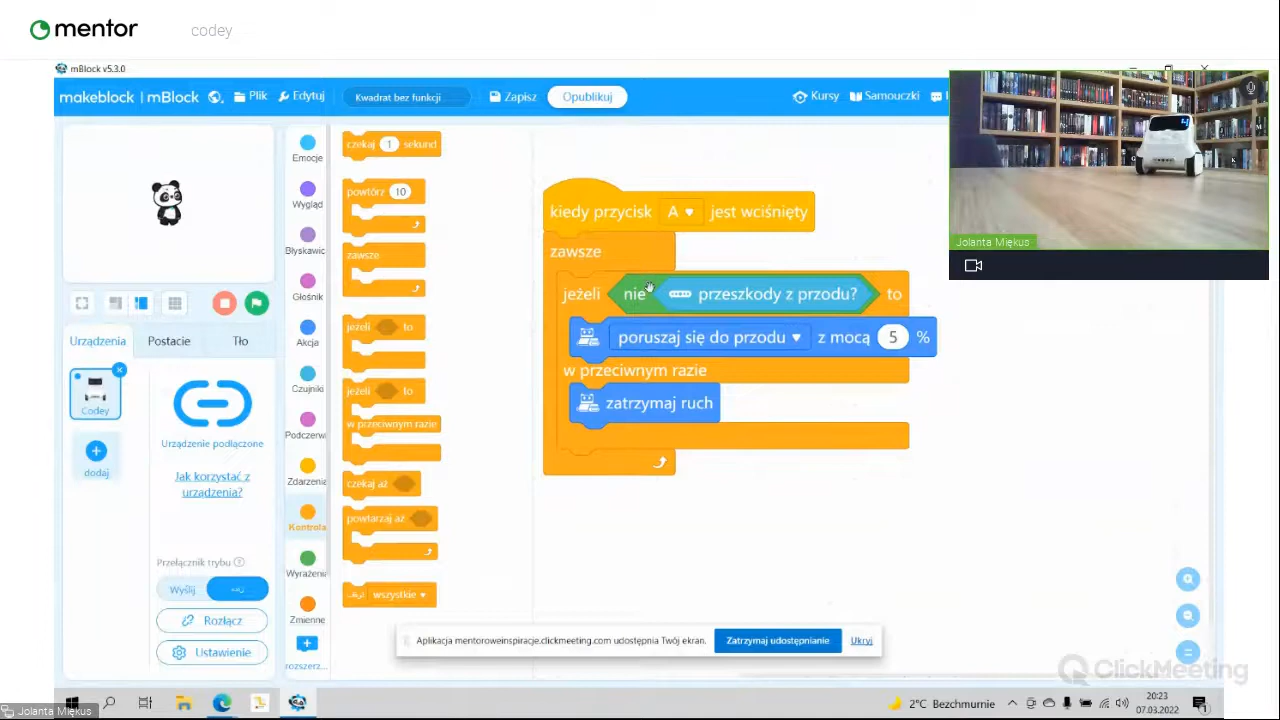 mentor
codey
mBlock v5.3.0
makeblock | mBlock
Plik
Edytuj
Kwadrat bez funkcji
Zapisz
Opublikuj
Kursy
Samouczki
Jolanta Miękus
Emocje
Wygląd
Błyskawic
Głośnik
Akcja
Czujniki
Podczerw
Zdarzenia
Kontrola
Wyrażenia
Zmienne
rozszerz...
czekaj 1 sekund
powtórz 10
zawsze
jeżeli to
jeżeli to
w przeciwnym razie
czekaj aż
powtarzaj aż
wszystkie
kiedy przycisk A jest wciśnięty
zawsze
jeżeli nie przeszkody z przodu? to
poruszaj się do przodu z mocą 5 %
w przeciwnym razie
zatrzymaj ruch
Urządzenia
Postacie
Tło
Codey
dodaj
Urządzenie podłączone
Jak korzystać z
urządzenia?
Przełącznik trybu
Wyślij
Rozłącz
Ustawienie
Aplikacja mentoroweinspiracje.clickmeeting.com udostępnia Twój ekran.
Zatrzymaj udostępnianie
Ukryj
ClickMeeting
2°C Bezchmurnie
20:23
07.03.2022
Jolanta Miękus